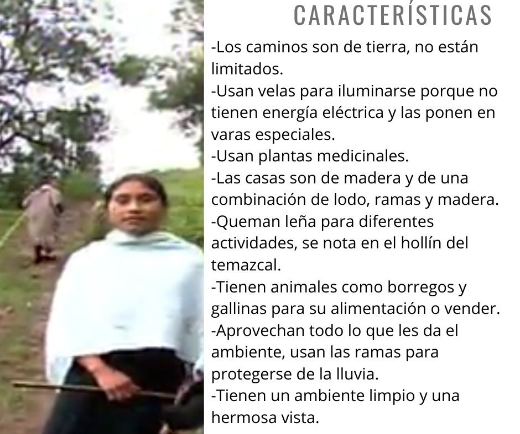 CARACTERÍSTICAS
-Los caminos son de tierra, no están
limitados.
-Usan velas para iluminarse porque no
tienen energía eléctrica y las ponen en
varas especiales.
-Usan plantas medicinales.
-Las casas son de madera y de una
combinación de lodo, ramas y madera.
-Queman leña para diferentes
actividades, se nota en el hollín del
temazcal.
-Tienen animales como borregos y
gallinas para su alimentación o vender.
-Aprovechan todo lo que les da el
ambiente, usan las ramas para
protegerse de la lluvia.
-Tienen un ambiente limpio y una
hermosa vista.